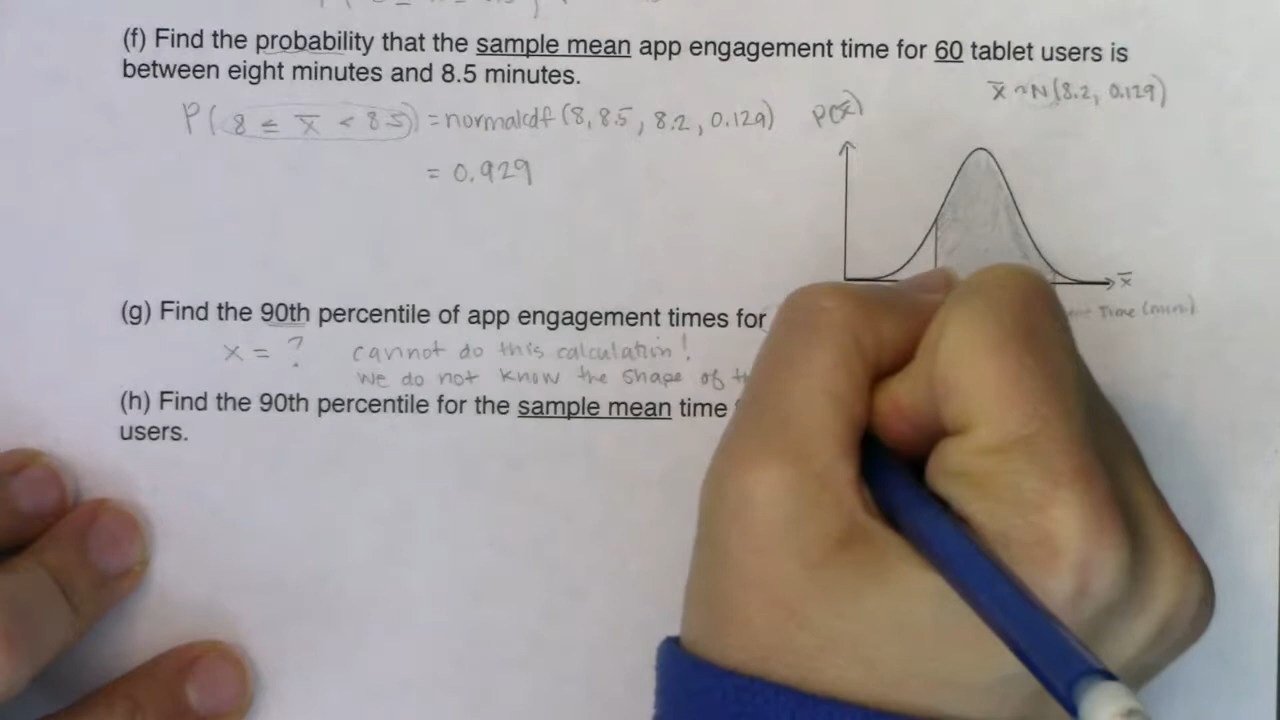 (f) Find the probability that the sample mean app engagement time for 60 tablet users is
between eight minutes and 8.5 minutes.
x̄ ~ N(8.2, 0.129)
P( 8 ≤ x̄ < 8.5) = normalcdf (8, 8.5, 8.2, 0.129)
P(x̄)
= 0.929
x̄
Time (min)
(g) Find the 90th percentile of app engagement times for
x = ? cannot do this calculation!
we do not know the shape of
(h) Find the 90th percentile for the sample mean time
users.